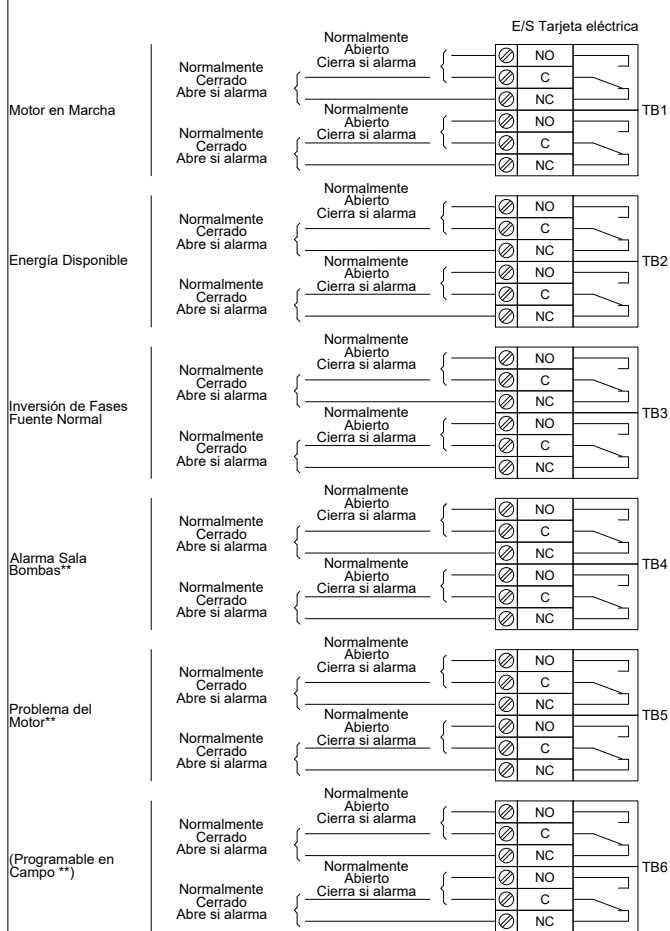 E/S Tarjeta eléctrica
Motor en Marcha
Normalmente
Cerrado
Abre si alarma
Normalmente
Abierto
Cierra si alarma
NO
C
NC
Normalmente
Cerrado
Abre si alarma
Normalmente
Abierto
Cierra si alarma
NO
C
NC
TB1
Energía Disponible
Normalmente
Cerrado
Abre si alarma
Normalmente
Abierto
Cierra si alarma
NO
C
NC
Normalmente
Cerrado
Abre si alarma
Normalmente
Abierto
Cierra si alarma
NO
C
NC
TB2
Inversión de Fases
Fuente Normal
Normalmente
Cerrado
Abre si alarma
Normalmente
Abierto
Cierra si alarma
NO
C
NC
Normalmente
Cerrado
Abre si alarma
Normalmente
Abierto
Cierra si alarma
NO
C
NC
TB3
Alarma Sala
Bombas**
Normalmente
Cerrado
Abre si alarma
Normalmente
Abierto
Cierra si alarma
NO
C
NC
Normalmente
Cerrado
Abre si alarma
Normalmente
Abierto
Cierra si alarma
NO
C
NC
TB4
Problema del
Motor**
Normalmente
Cerrado
Abre si alarma
Normalmente
Abierto
Cierra si alarma
NO
C
NC
Normalmente
Cerrado
Abre si alarma
Normalmente
Abierto
Cierra si alarma
NO
C
NC
TB5
(Programable en
Campo **)
Normalmente
Cerrado
Abre si alarma
Normalmente
Abierto
Cierra si alarma
NO
C
NC
Normalmente
Cerrado
Abre si alarma
Normalmente
Abierto
Cierra si alarma
NO
C
NC
TB6